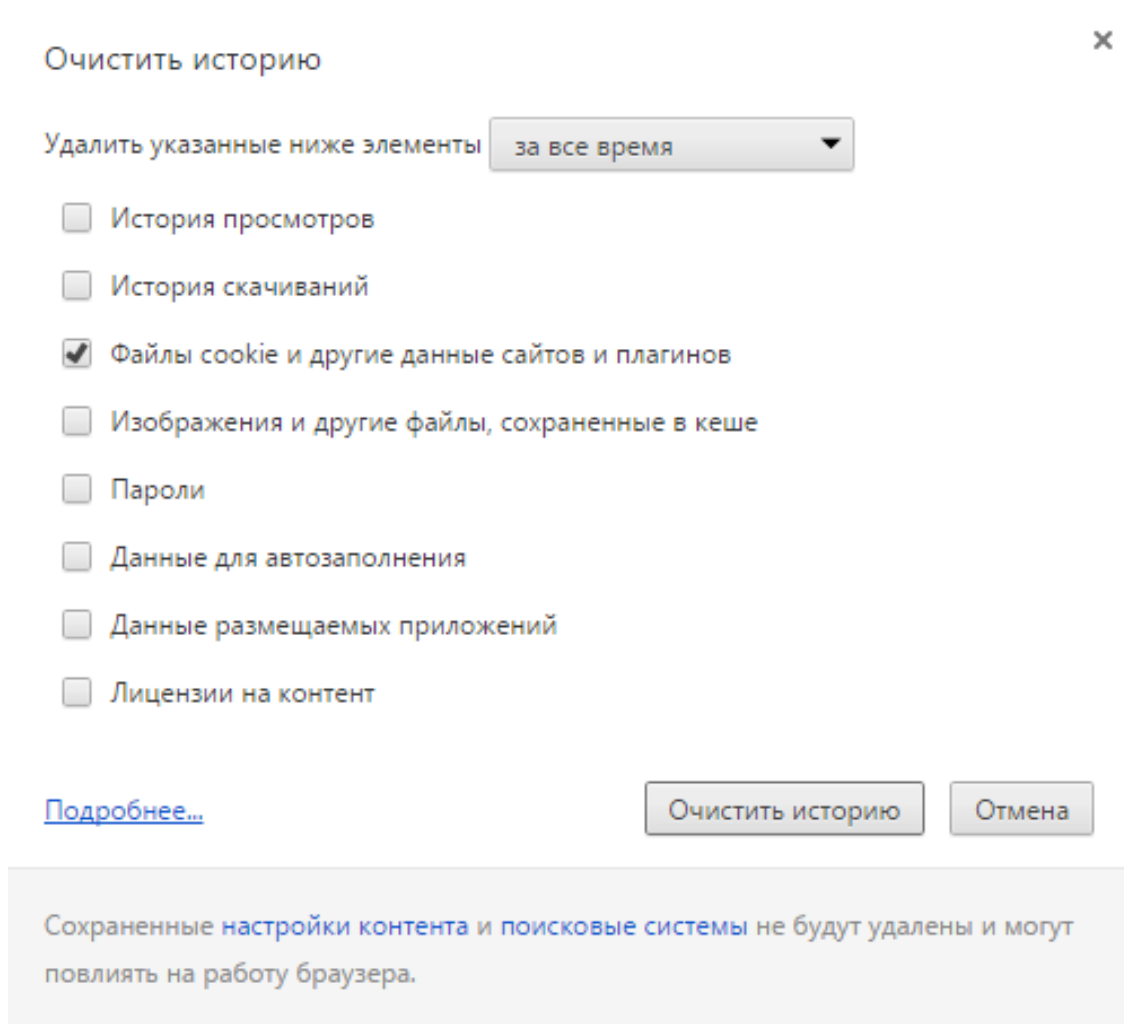 Очистить историю
Удалить указанные ниже элементы за все время
История просмотров
История скачиваний
Файлы cookie и другие данные сайтов и плагинов
Изображения и другие файлы, сохраненные в кеше
Пароли
Данные для автозаполнения
Данные размещаемых приложений
Лицензии на контент
Подробнее... Очистить историю Отмена
Сохраненные настройки контента и поисковые системы не будут удалены и могут
повлиять на работу браузера.